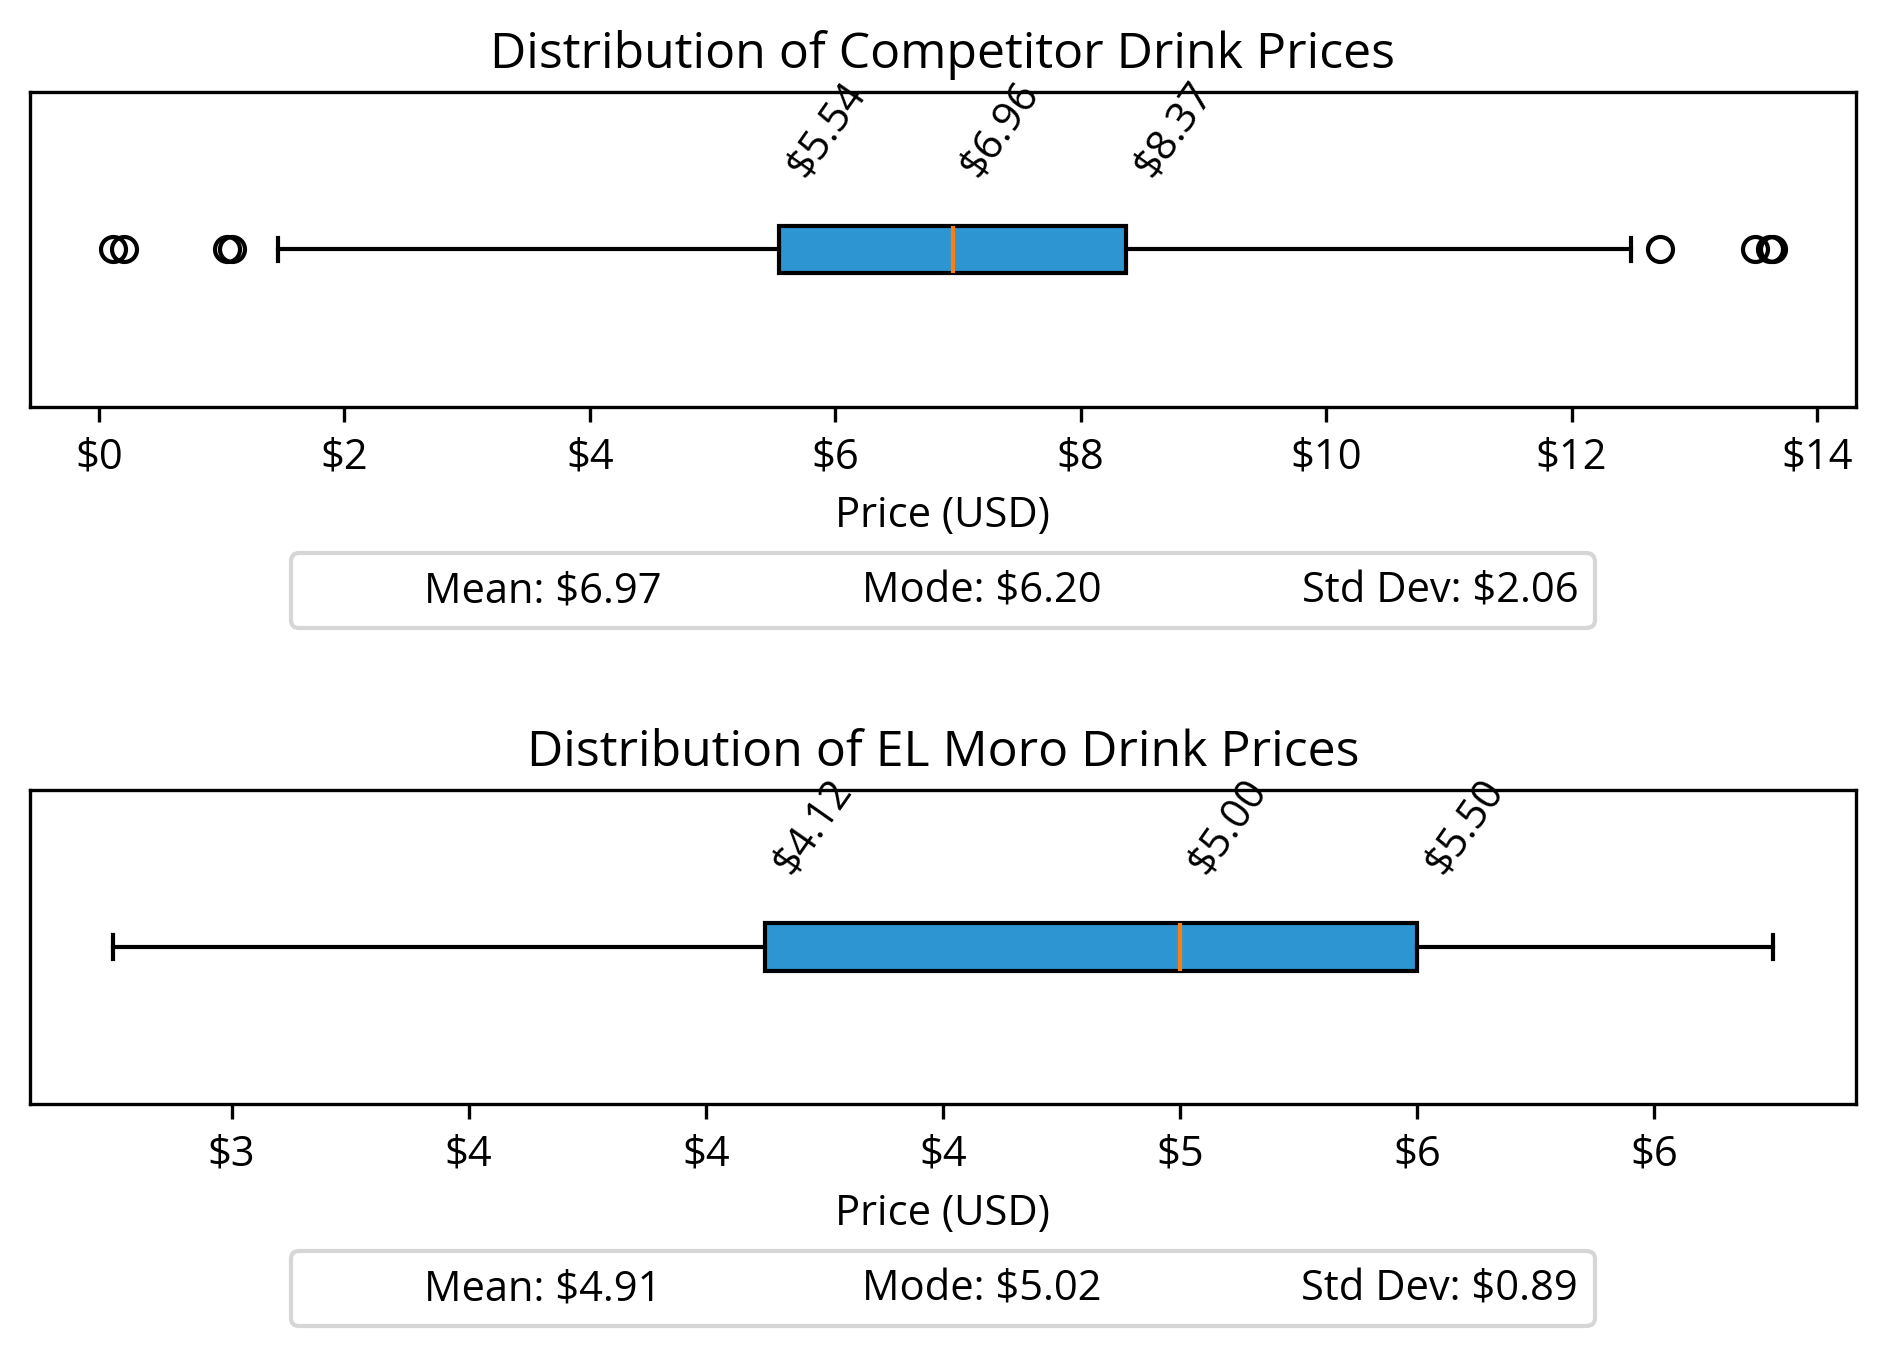 Distribution of Competitor Drink Prices
$5.54 $6.96 $8.37
$0 $2 $4 $6 $8 $10 $12 $14
Price (USD)
Mean: $6.97 Mode: $6.20 Std Dev: $2.06
Distribution of EL Moro Drink Prices
$4.12 $5.00 $5.50
$3 $4 $4 $4 $5 $6 $6
Price (USD)
Mean: $4.91 Mode: $5.02 Std Dev: $0.89